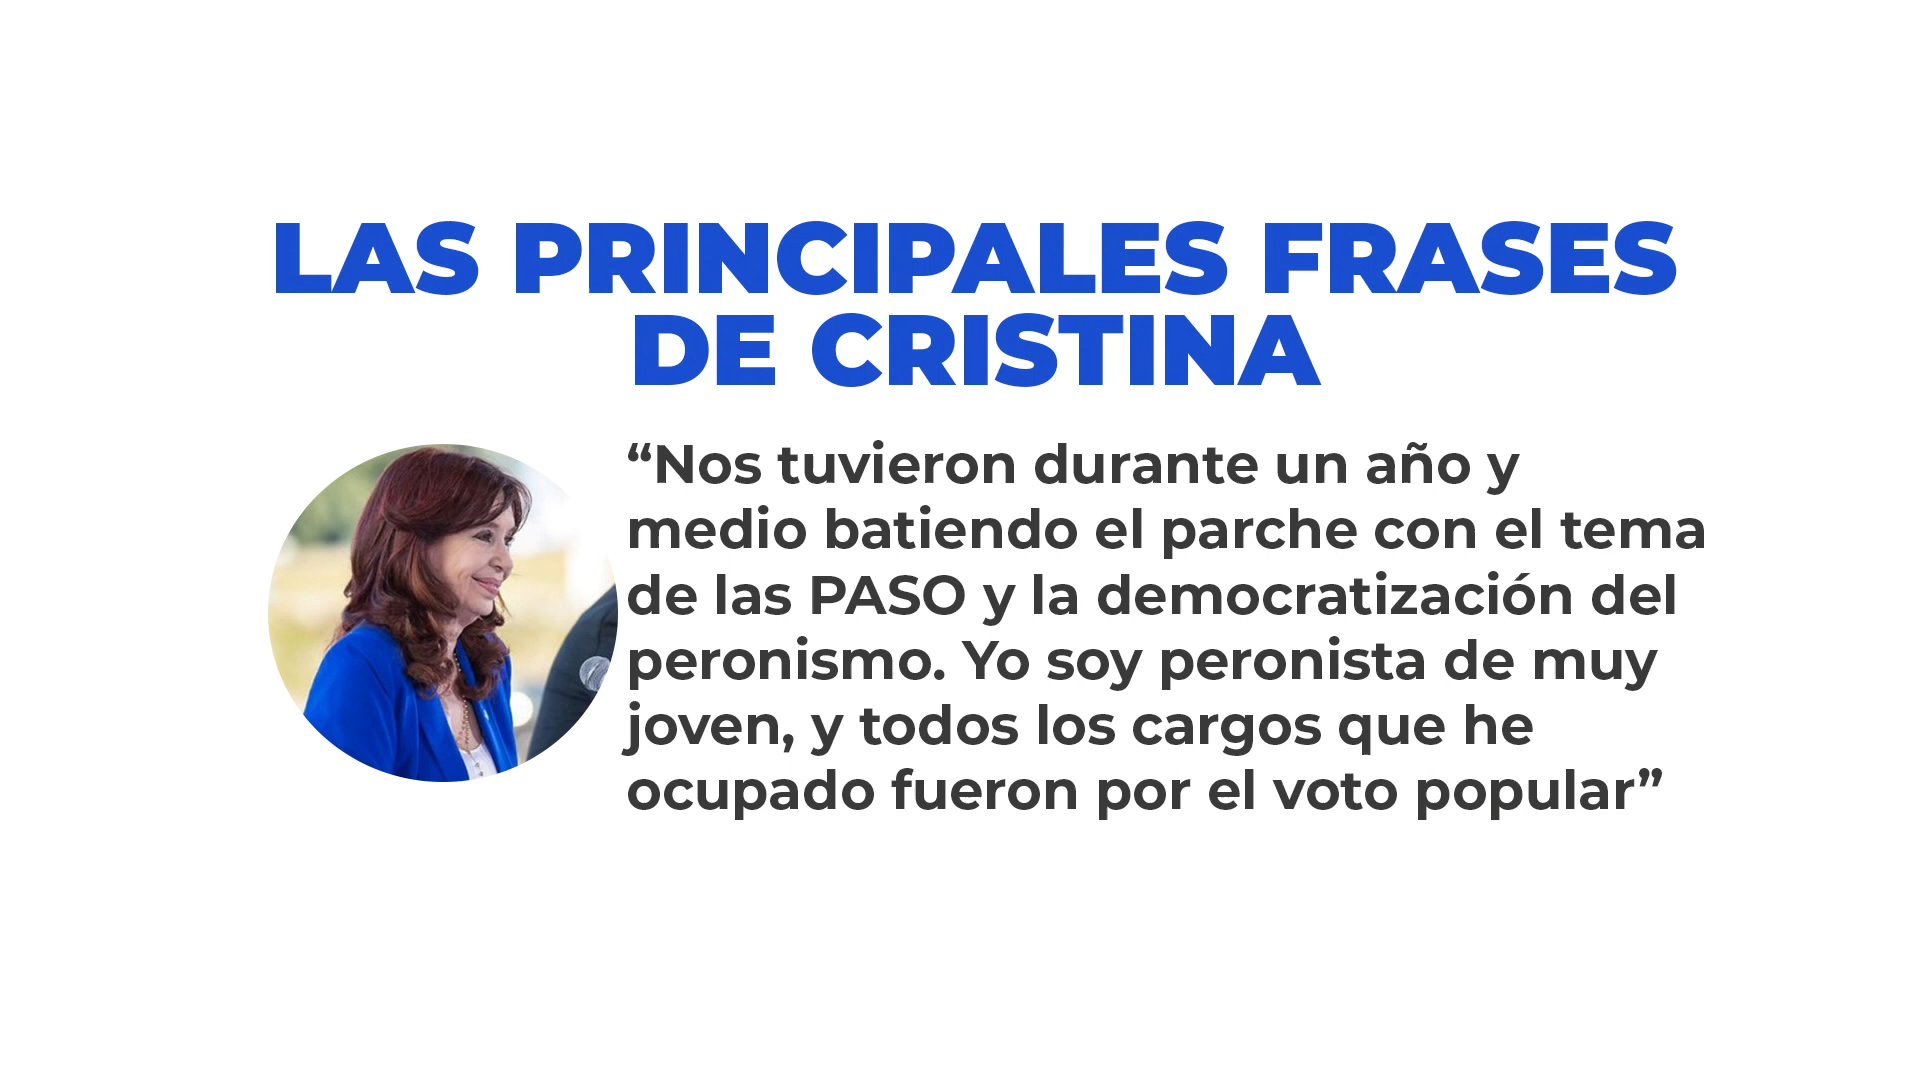 LAS PRINCIPALES FRASES
DE CRISTINA
“Nos tuvieron durante un año y
medio batiendo el parche con el tema
de las PASO y la democratización del
peronismo. Yo soy peronista de muy
joven, y todos los cargos que he
ocupado fueron por el voto popular”